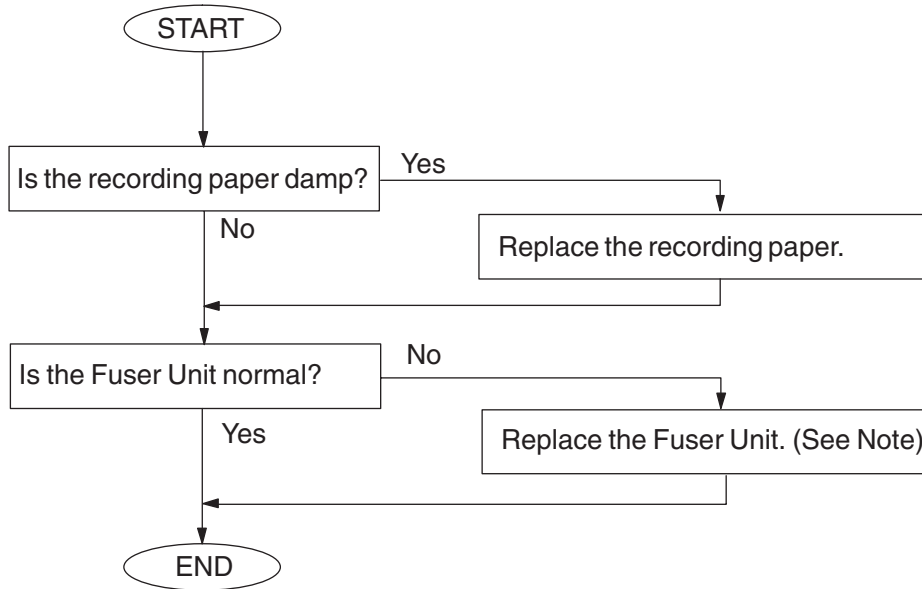 START
Is the recording paper damp?
Yes
No
Replace the recording paper.
Is the Fuser Unit normal?
No
Yes
Replace the Fuser Unit. (See Note)
END